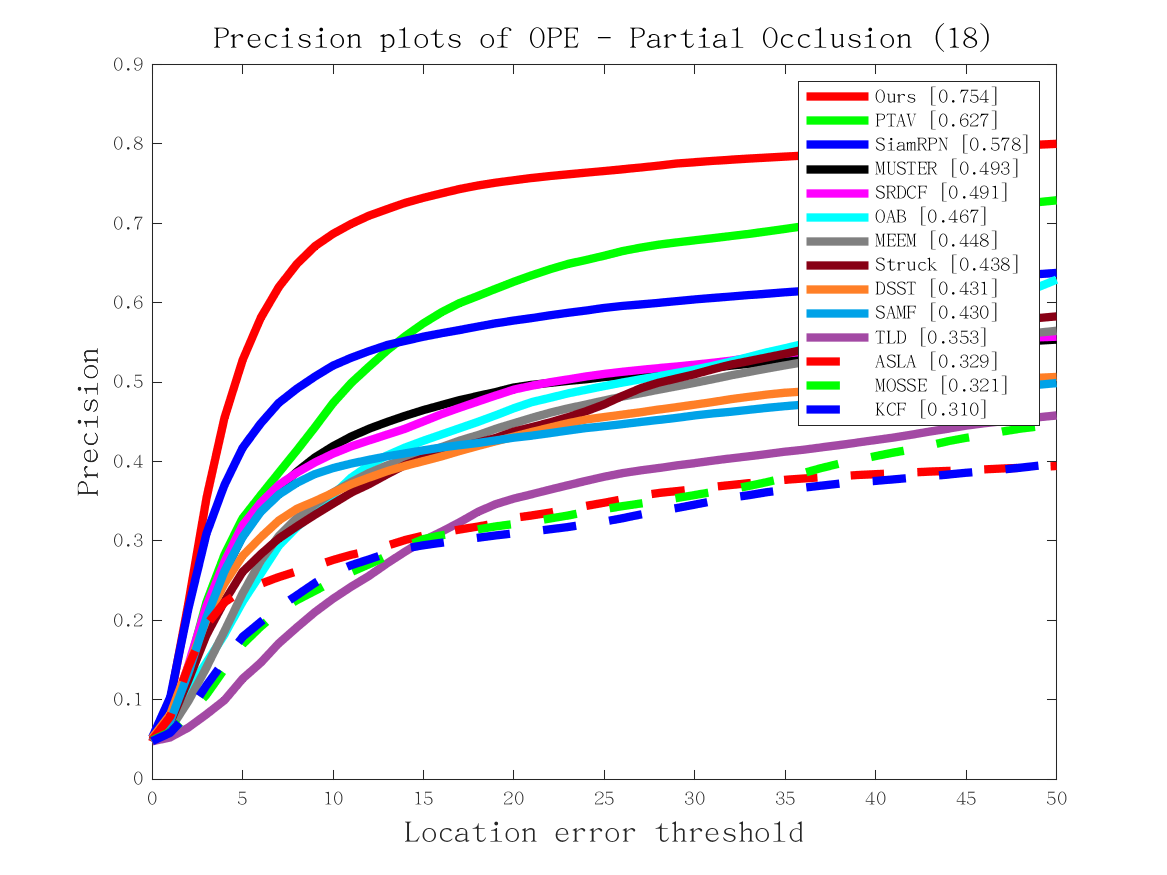 Precision plots of OPE - Partial Occlusion (18)
0.9
0.8
0.7
0.6
0.5
0.4
0.3
0.2
0.1
0
Precision
Ours [0.754]
PTAV [0.627]
SiamRPN [0.578]
MUSTER [0.493]
SRDCF [0.491]
OAB [0.467]
MEEM [0.448]
Struck [0.438]
DSST [0.431]
SAMF [0.430]
TLD [0.353]
ASLA [0.329]
MOSSE [0.321]
KCF [0.310]
0 5 10 15 20 25 30 35 40 45 50
Location error threshold